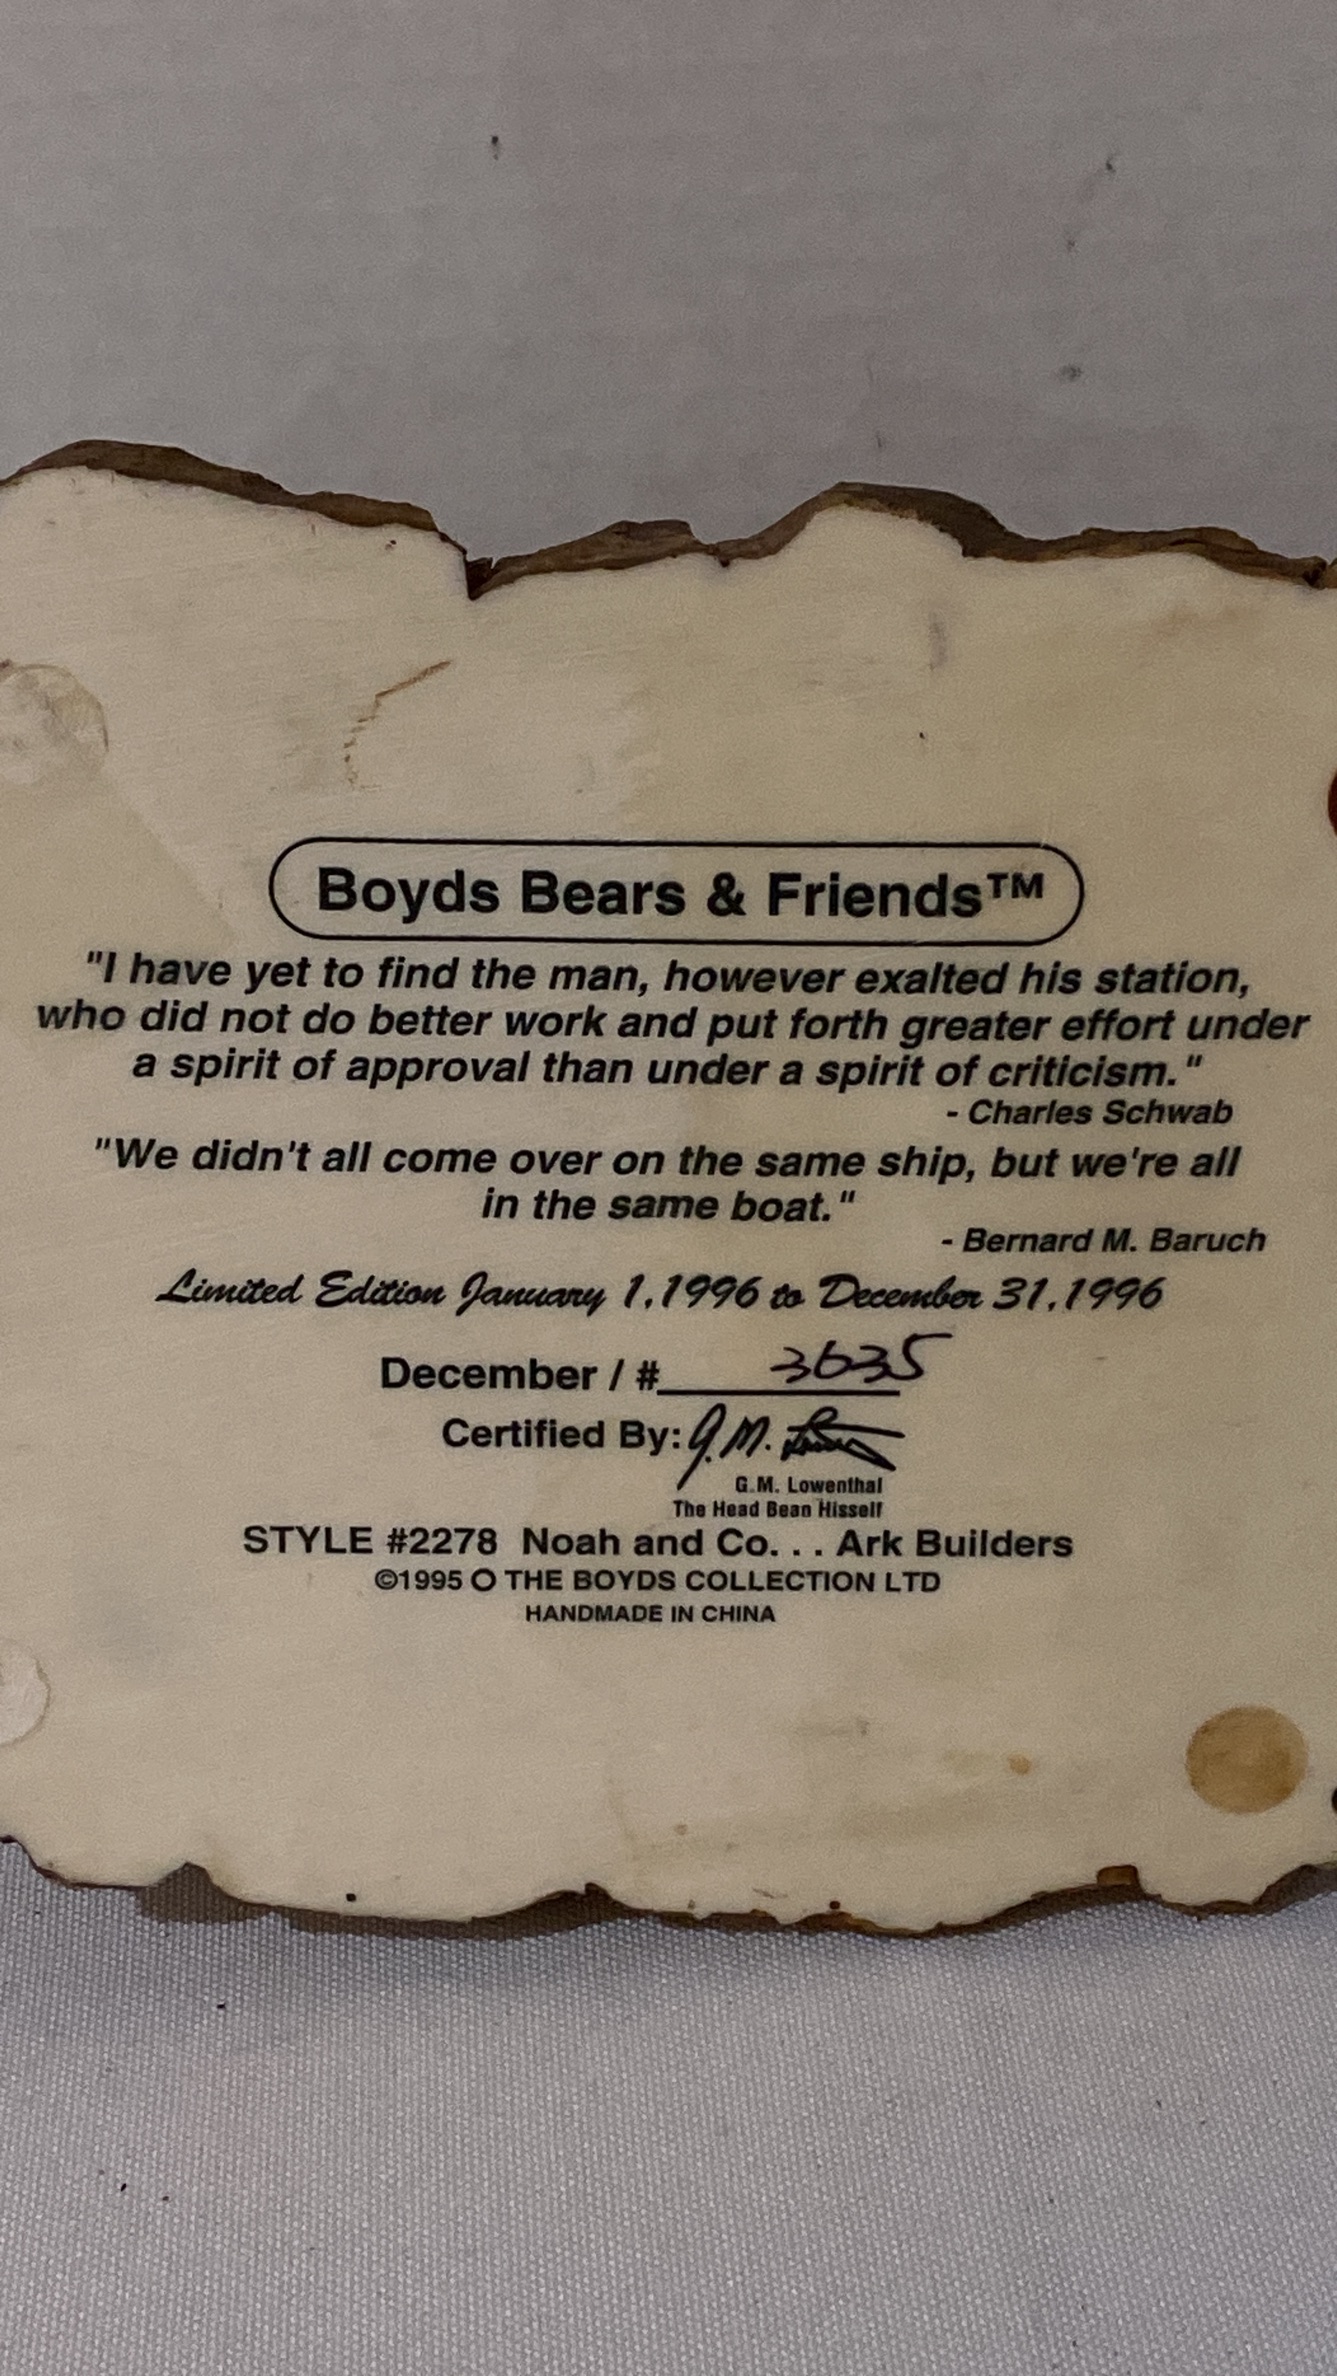 Boyds Bears & Friends™
"I have yet to find the man, however exalted his station,
who did not do better work and put forth greater effort under
a spirit of approval than under a spirit of criticism."
- Charles Schwab
"We didn't all come over on the same ship, but we're all
in the same boat."
- Bernard M. Baruch
Limited Edition January 1,1996 to December 31,1996
December / # 3635
Certified By: G.M.
G.M. Lowenthal
The Head Bean Hisself
STYLE #2278 Noah and Co. . . Ark Builders
©1995 O THE BOYDS COLLECTION LTD
HANDMADE IN CHINA